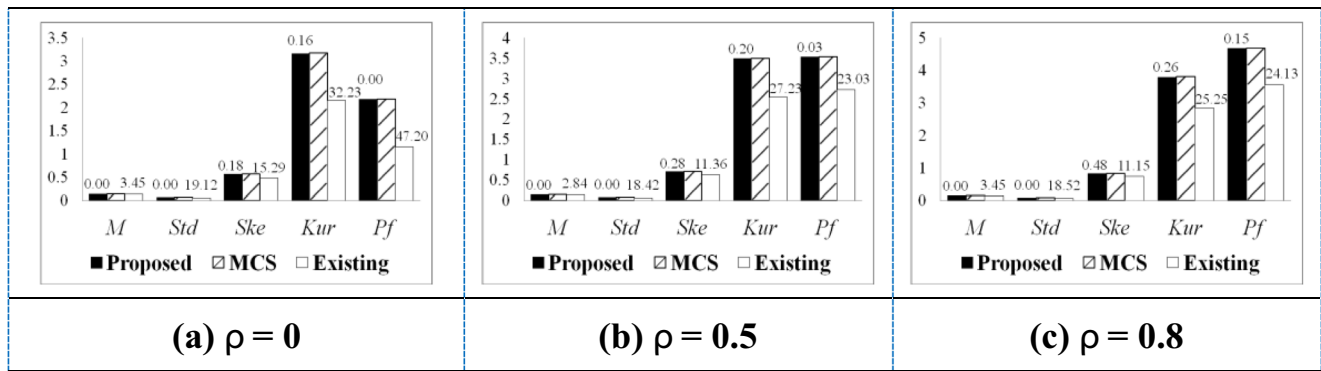 3.5
3
2.5
2
1.5
1
0.5
0
0.00 3.45 0.00 19.12 0.18 15.29 0.16 32.23 0.00 47.20
M Std Ske Kur Pf
Proposed MCS Existing
(a) ρ = 0
4
3.5
3
2.5
2
1.5
1
0.5
0
0.00 2.84 0.00 18.42 0.28 11.36 0.20 27.23 0.03 23.03
M Std Ske Kur Pf
Proposed MCS Existing
(b) ρ = 0.5
5
4
3
2
1
0
0.00 3.45 0.00 18.52 0.48 11.15 0.26 25.25 0.15 24.13
M Std Ske Kur Pf
Proposed MCS Existing
(c) ρ = 0.8